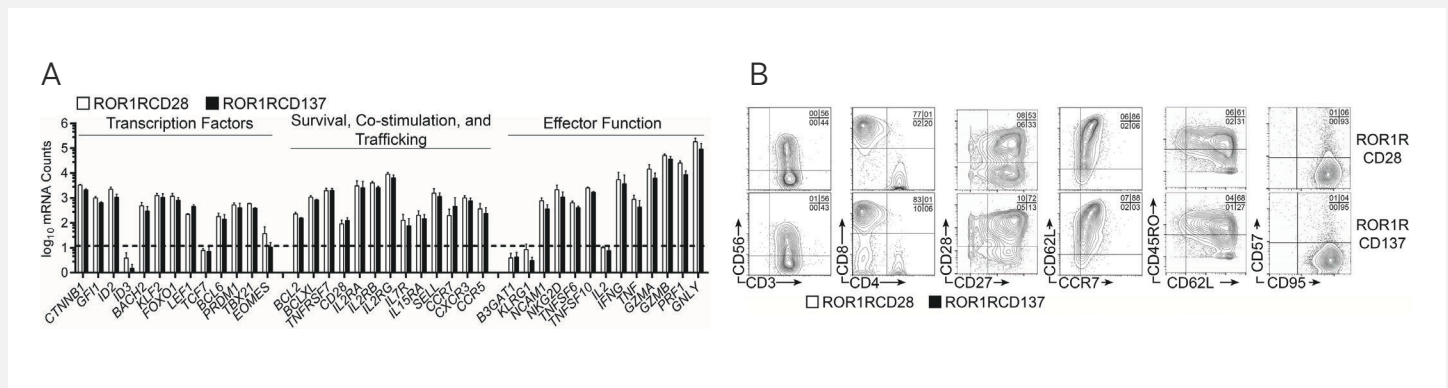 A
ROR1RCD28 ROR1RCD137
Transcription Factors
Survival, Co-stimulation, and
Trafficking
Effector Function
log10 mRNA Counts
6
5
4
3
2
1
0
CTNNB1
GFI1
ID2
ID3
BACH2
KLF2
FOXO1
LEF1
TCF7
BCL6
PRDM1
TBX21
EOMES
BCL2
BCLXL
TNFRSF7
CD28
IL2RA
IL2RB
IL2RG
IL7R
IL15RA
SELL
CCR7
CXCR3
CCR5
B3GAT1
KLRG1
NCAM1
NKG2D
TNFSF6
TNFSF10
IL2
IFNG
TNF
GZMA
GZMB
PRF1
GNLY
B
00|56
00|44
77|01
02|20
08|53
06|33
06|86
02|06
06|61
02|31
01|06
00|93
ROR1R
CD28
01|56
00|43
83|01
10|06
10|72
05|13
07|88
02|03
04|68
01|27
01|04
00|95
ROR1R
CD137
CD56
CD8
CD28
CD62L
CD45RO
CD57
CD3 CD4 CD27 CCR7 CD62L CD95
ROR1RCD28 ROR1RCD137